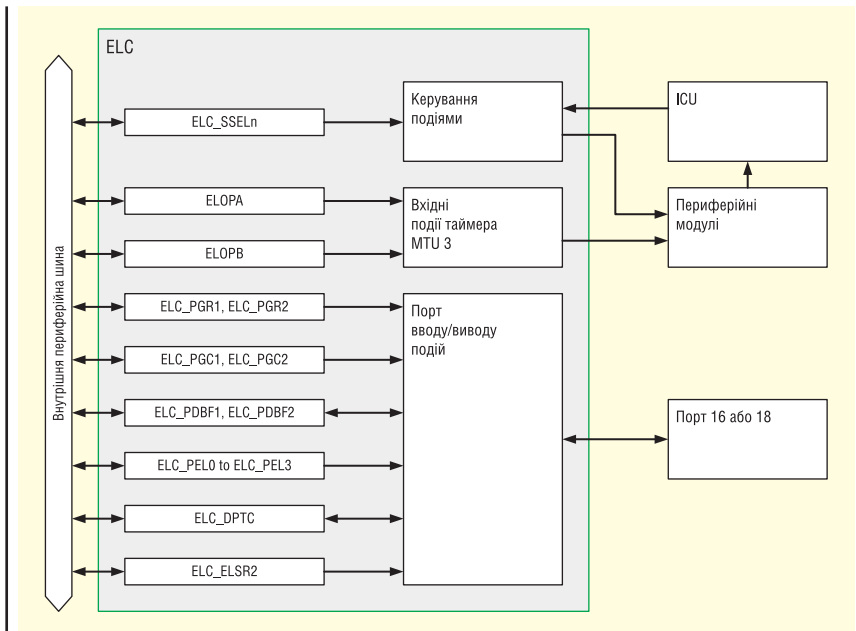 ELC
Внутрішня периферійна шина
ELC_SSELn
Керування
подіями
ICU
ELOPA
Вхідні
події таймера
MTU 3
Периферійні
модулі
ELOPB
ELC_PGR1, ELC_PGR2
Порт
вводу/виводу
подій
ELC_PGC1, ELC_PGC2
ELC_PDBF1, ELC_PDBF2
Порт 16 або 18
ELC_PEL0 to ELC_PEL3
ELC_DPTC
ELC_ELSR2